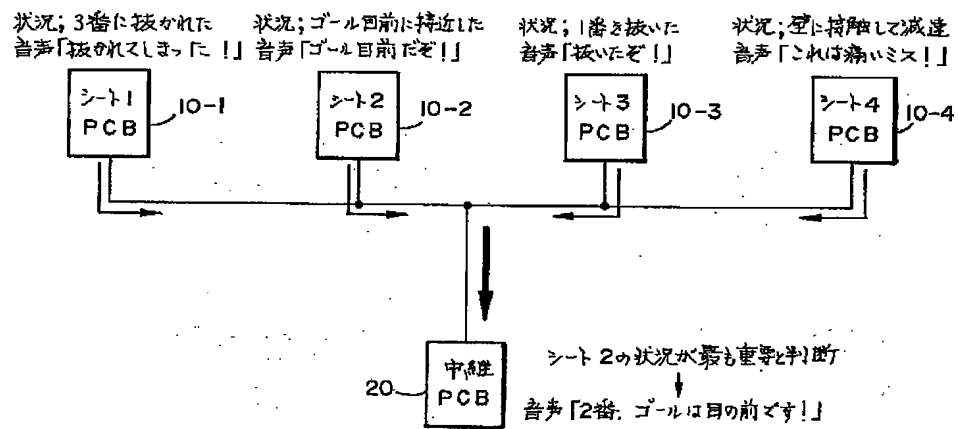 状況;3番に抜かれた
音声「抜かれてしまった!」
状況;ゴール目前に接近した
音声「ゴール目前だぞ!」
状況;1番を抜いた
音声「抜いたぞ!」
状況;壁に接触して減速
音声「これは痛いミス!」
シート1
PCB
10-1
シート2
PCB
10-2
シート3
PCB
10-3
シート4
PCB
10-4
中継
PCB
20
シート2の状況が最も重要と判断
音声「2番、ゴールは目の前です!」